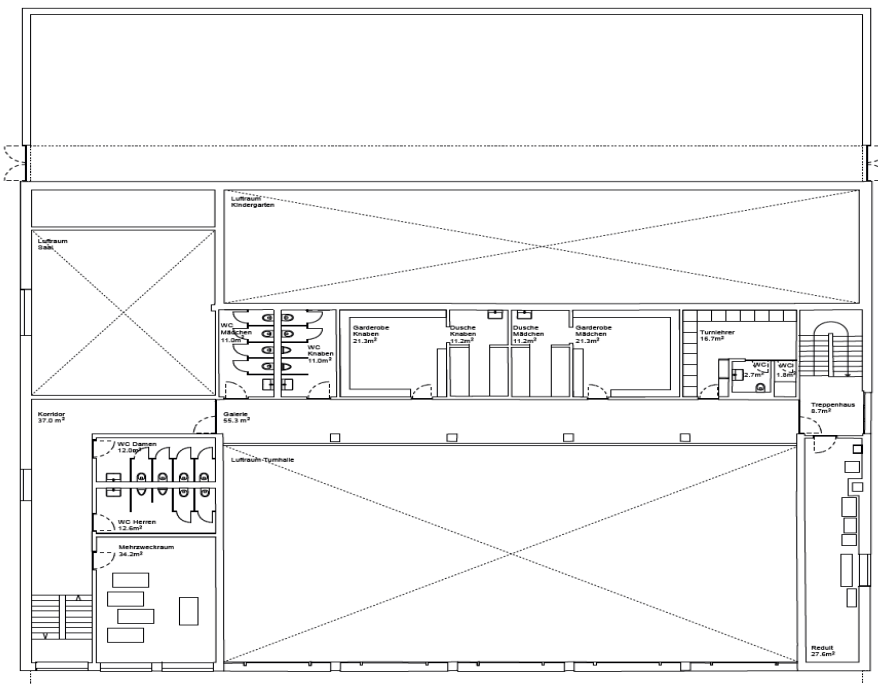 Luftraum
Kindergarten
Luftraum
Saal
WC
Mädchen
11.0m²
WC
Knaben
11.0m²
Garderobe
Knaben
21.3m²
Dusche
Knaben
11.2m²
Dusche
Mädchen
11.2m²
Garderobe
Mädchen
21.3m²
Turnlehrer
16.7m²
WC
2.7m²
WC
1.8m²
Treppenhaus
8.7m²
Korridor
37.0 m²
Galerie
55.3 m²
WC Damen
12.0m²
Luftraum-Turnhalle
WC Herren
12.6m²
Mehrzweckraum
34.2m²
Reduit
27.6m²